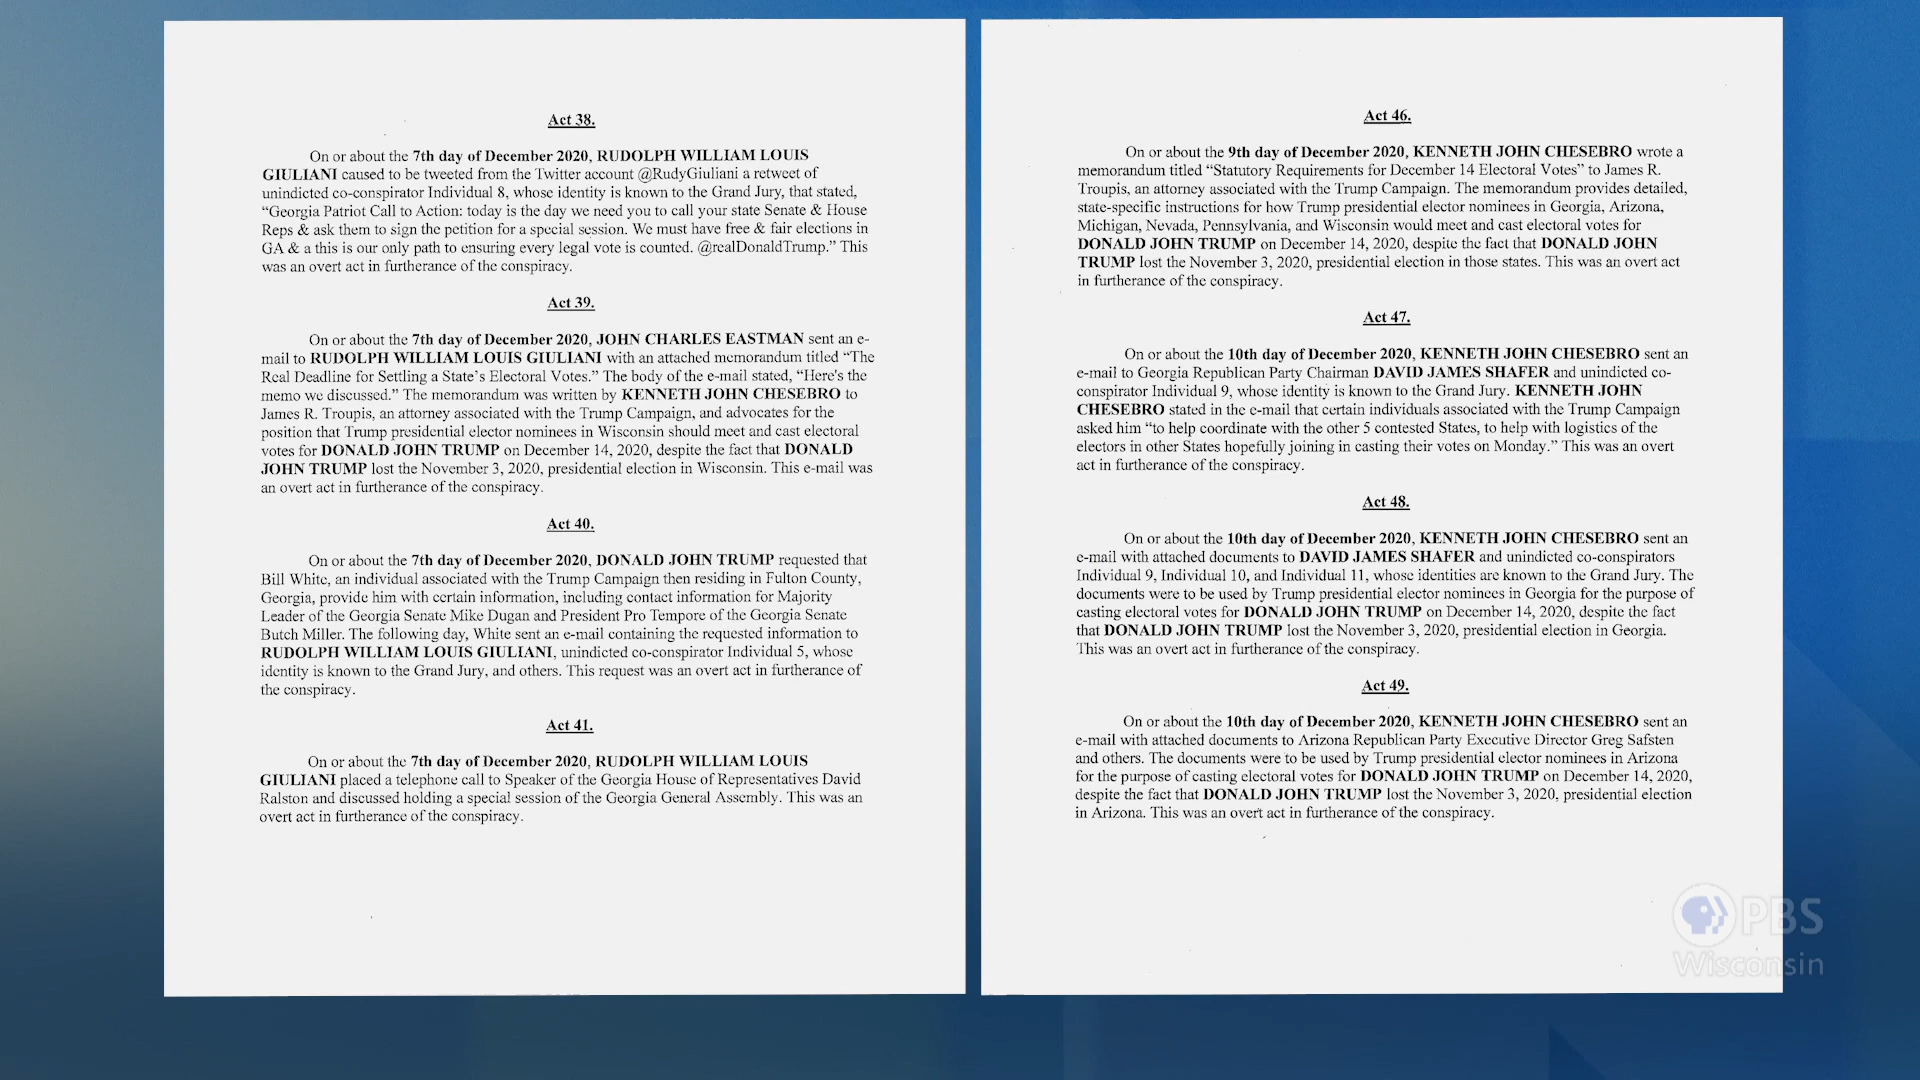 Act 38.
On or about the 7th day of December 2020, RUDOLPH WILLIAM LOUIS
GIULIANI caused to be tweeted from the Twitter account @RudyGiuliani a retweet of
unindicted co-conspirator Individual 8, whose identity is known to the Grand Jury, that stated,
“Georgia Patriot Call to Action: today is the day we need you to call your state Senate & House
Reps & ask them to sign the petition for a special session. We must have free & fair elections in
GA & a this is our only path to ensuring every legal vote is counted. @realDonaldTrump.” This
was an overt act in furtherance of the conspiracy.
Act 39.
On or about the 7th day of December 2020, JOHN CHARLES EASTMAN sent an e-
mail to RUDOLPH WILLIAM LOUIS GIULIANI with an attached memorandum titled “The
Real Deadline for Settling a State’s Electoral Votes.” The body of the e-mail stated, “Here's the
memo we discussed.” The memorandum was written by KENNETH JOHN CHESEBRO to
James R. Troupis, an attorney associated with the Trump Campaign, and advocates for the
position that Trump presidential elector nominees in Wisconsin should meet and cast electoral
votes for DONALD JOHN TRUMP on December 14, 2020, despite the fact that DONALD
JOHN TRUMP lost the November 3, 2020, presidential election in Wisconsin. This e-mail was
an overt act in furtherance of the conspiracy.
Act 40.
On or about the 7th day of December 2020, DONALD JOHN TRUMP requested that
Bill White, an individual associated with the Trump Campaign then residing in Fulton County,
Georgia, provide him with certain information, including contact information for Majority
Leader of the Georgia Senate Mike Dugan and President Pro Tempore of the Georgia Senate
Butch Miller. The following day, White sent an e-mail containing the requested information to
RUDOLPH WILLIAM LOUIS GIULIANI, unindicted co-conspirator Individual 5, whose
identity is known to the Grand Jury, and others. This request was an overt act in furtherance of
the conspiracy.
Act 41.
On or about the 7th day of December 2020, RUDOLPH WILLIAM LOUIS
GIULIANI placed a telephone call to Speaker of the Georgia House of Representatives David
Ralston and discussed holding a special session of the Georgia General Assembly. This was an
overt act in furtherance of the conspiracy.
Act 46.
On or about the 9th day of December 2020, KENNETH JOHN CHESEBRO wrote a
memorandum titled “Statutory Requirements for December 14 Electoral Votes” to James R.
Troupis, an attorney associated with the Trump Campaign. The memorandum provides detailed,
state-specific instructions for how Trump presidential elector nominees in Georgia, Arizona,
Michigan, Nevada, Pennsylvania, and Wisconsin would meet and cast electoral votes for
DONALD JOHN TRUMP on December 14, 2020, despite the fact that DONALD JOHN
TRUMP lost the November 3, 2020, presidential election in those states. This was an overt act
in furtherance of the conspiracy.
Act 47.
On or about the 10th day of December 2020, KENNETH JOHN CHESEBRO sent an
e-mail to Georgia Republican Party Chairman DAVID JAMES SHAFER and unindicted co-
conspirator Individual 9, whose identity is known to the Grand Jury. KENNETH JOHN
CHESEBRO stated in the e-mail that certain individuals associated with the Trump Campaign
asked him “to help coordinate with the other 5 contested States, to help with logistics of the
electors in other States hopefully joining in casting their votes on Monday.” This was an overt
act in furtherance of the conspiracy.
Act 48.
On or about the 10th day of December 2020, KENNETH JOHN CHESEBRO sent an
e-mail with attached documents to DAVID JAMES SHAFER and unindicted co-conspirators
Individual 9, Individual 10, and Individual 11, whose identities are known to the Grand Jury. The
documents were to be used by Trump presidential elector nominees in Georgia for the purpose of
casting electoral votes for DONALD JOHN TRUMP on December 14, 2020, despite the fact
that DONALD JOHN TRUMP lost the November 3, 2020, presidential election in Georgia.
This was an overt act in furtherance of the conspiracy.
Act 49.
On or about the 10th day of December 2020, KENNETH JOHN CHESEBRO sent an
e-mail with attached documents to Arizona Republican Party Executive Director Greg Safsten
and others. The documents were to be used by Trump presidential elector nominees in Arizona
for the purpose of casting electoral votes for DONALD JOHN TRUMP on December 14, 2020,
despite the fact that DONALD JOHN TRUMP lost the November 3, 2020, presidential election
in Arizona. This was an overt act in furtherance of the conspiracy.
PBS
Wisconsin